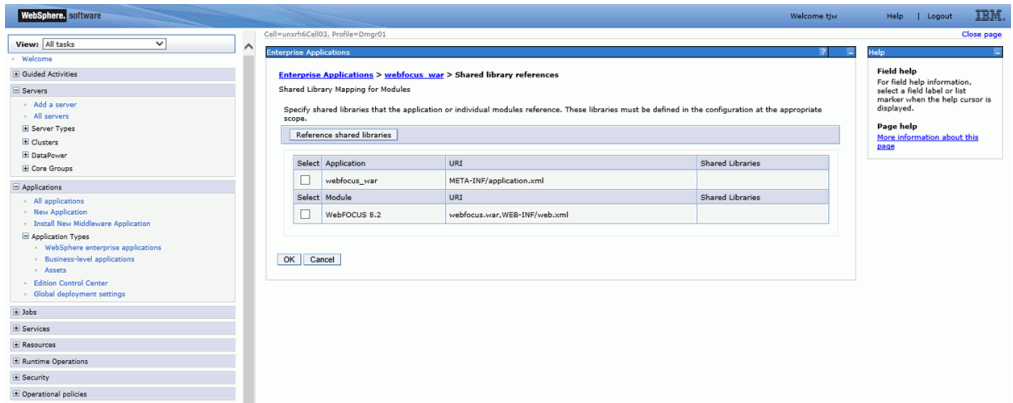 WebSphere. software
Welcome tjw
Help | Logout
IBM.
View: All tasks
Welcome
Guided Activities
Servers
Add a server
All servers
Server Types
Clusters
DataPower
Core Groups
Applications
All applications
New Application
Install New Middleware Application
Application Types
WebSphere enterprise applications
Business-level applications
Assets
Edition Control Center
Global deployment settings
Jobs
Services
Resources
Runtime Operations
Security
Operational policies
Cell=unxrh6Cell03, Profile=Dmgr01
Close page
Enterprise Applications
?
Enterprise Applications > webfocus_war > Shared library references
Shared Library Mapping for Modules
Specify shared libraries that the application or individual modules reference. These libraries must be defined in the configuration at the appropriate
scope.
Reference shared libraries
Select Application URI Shared Libraries
webfocus_war META-INF/application.xml
Select Module URI Shared Libraries
WebFOCUS 8.2 webfocus.war,WEB-INF/web.xml
OK Cancel
Help
Field help
For field help information,
select a field label or list
marker when the help cursor is
displayed.
Page help
More information about this
page